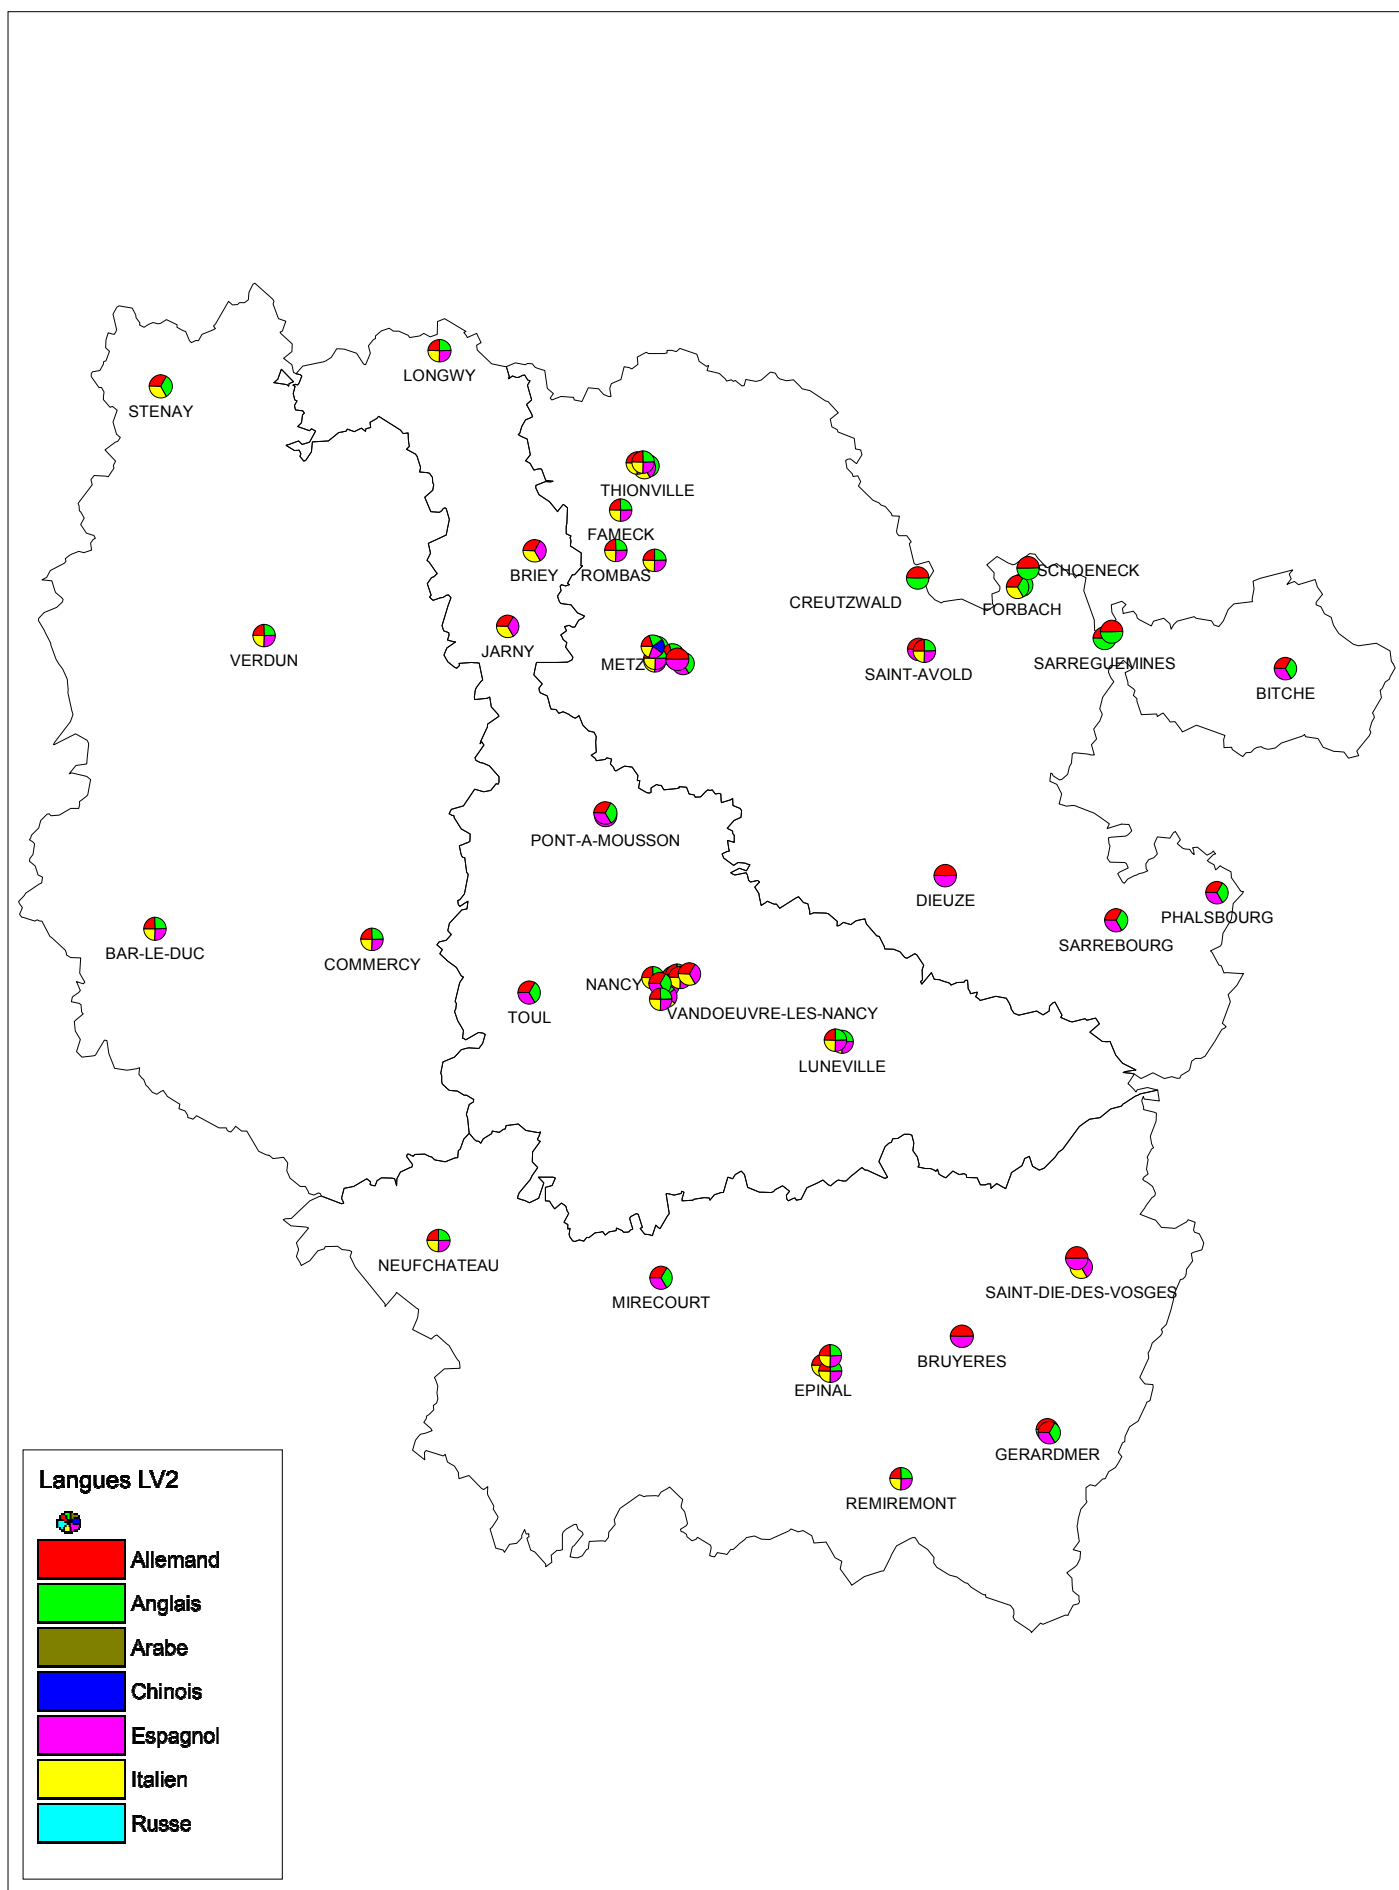 LONGWY
STENAY
THIONVILLE
FAMECK
BRIEY
ROMBAS
SCHOENECK
CREUTZWALD
FORBACH
JARNY
VERDUN
METZ
SAINT-AVOLD
SARREGUEMINES
BITCHE
PONT-A-MOUSSON
DIEUZE
PHALSBOURG
SARREBOURG
BAR-LE-DUC
COMMERCY
NANCY
TOUL
VANDOEUVRE-LES-NANCY
LUNEVILLE
NEUFCHATEAU
MIRECOURT
SAINT-DIE-DES-VOSGES
BRUYERES
EPINAL
GERARDMER
REMIREMONT
Langues LV2
Allemand
Anglais
Arabe
Chinois
Espagnol
Italien
Russe